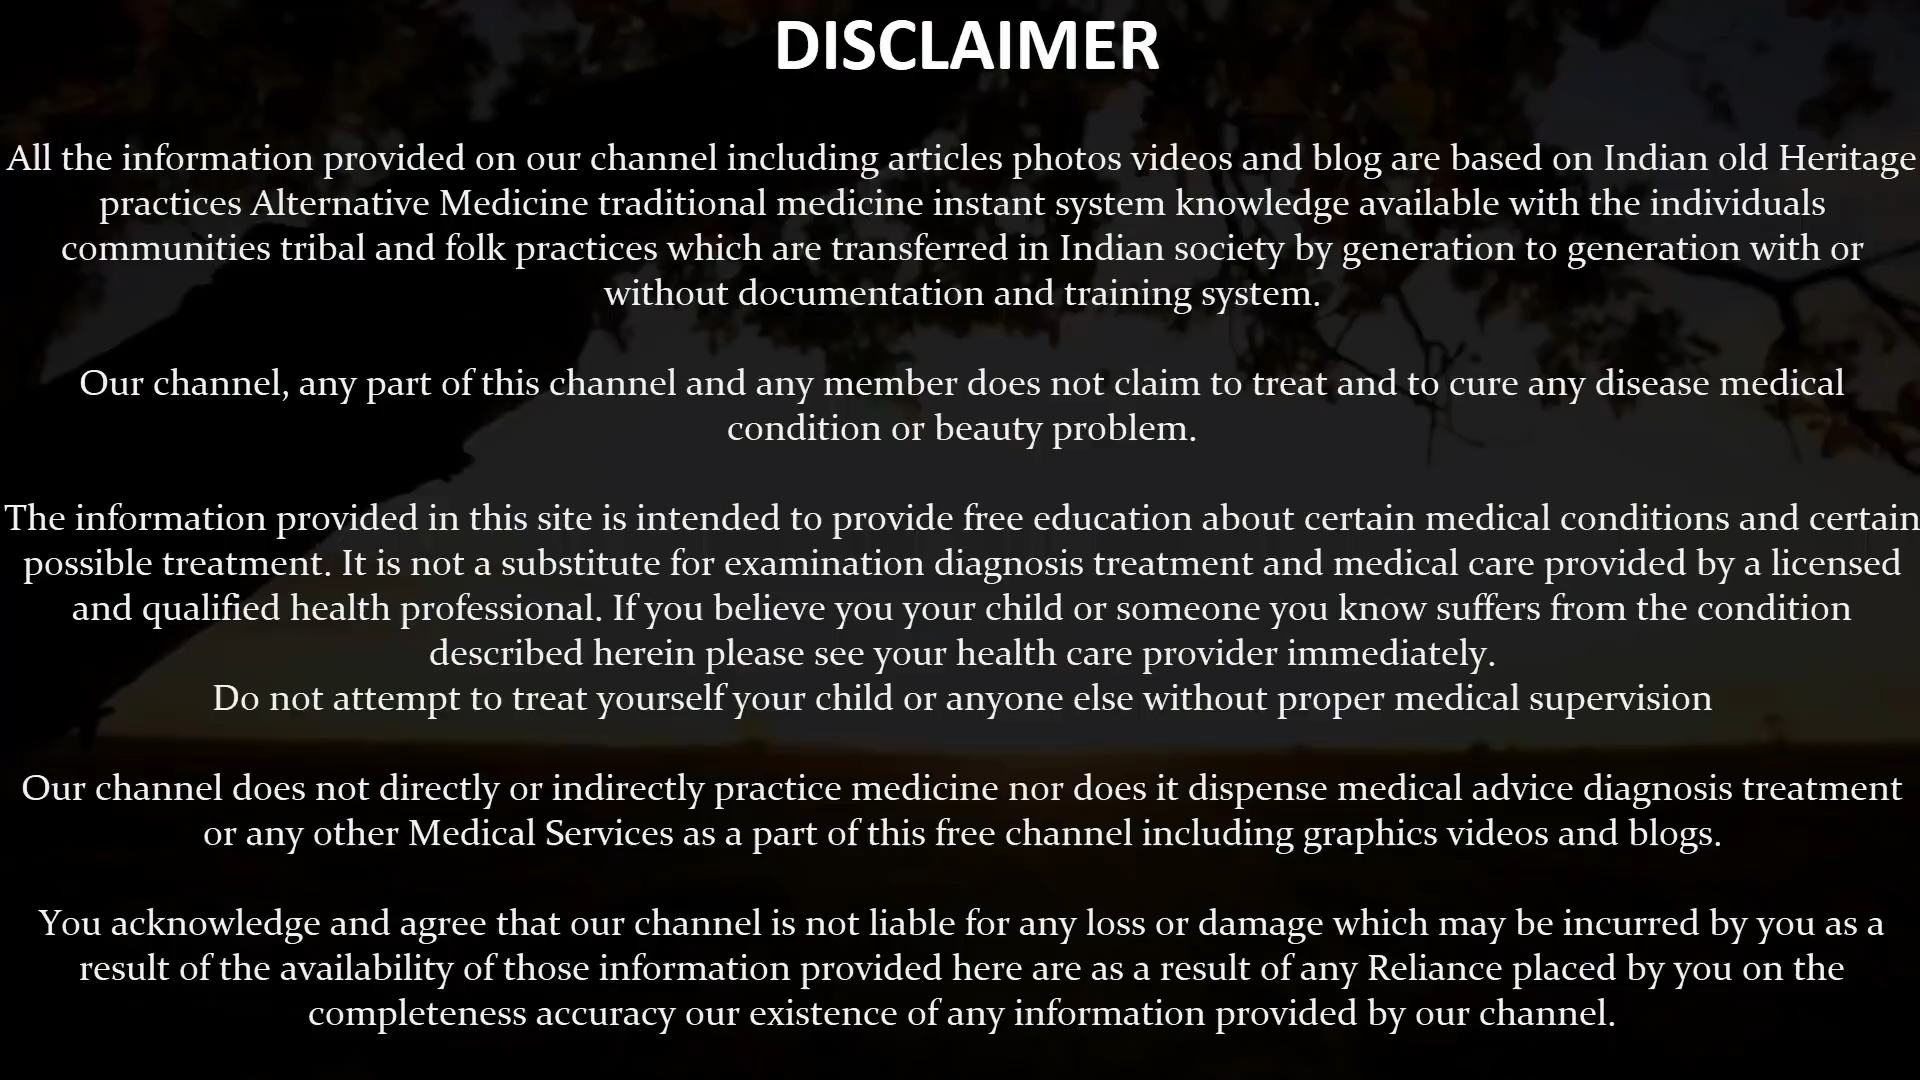 DISCLAIMER
All the information provided on our channel including articles photos videos and blog are based on Indian old Heritage
practices Alternative Medicine traditional medicine instant system knowledge available with the individuals
communities tribal and folk practices which are transferred in Indian society by generation to generation with or
without documentation and training system.
Our channel, any part of this channel and any member does not claim to treat and to cure any disease medical
condition or beauty problem.
The information provided in this site is intended to provide free education about certain medical conditions and certain
possible treatment. It is not a substitute for examination diagnosis treatment and medical care provided by a licensed
and qualified health professional. If you believe you your child or someone you know suffers from the condition
described herein please see your health care provider immediately.
Do not attempt to treat yourself your child or anyone else without proper medical supervision
Our channel does not directly or indirectly practice medicine nor does it dispense medical advice diagnosis treatment
or any other Medical Services as a part of this free channel including graphics videos and blogs.
You acknowledge and agree that our channel is not liable for any loss or damage which may be incurred by you as a
result of the availability of those information provided here are as a result of any Reliance placed by you on the
completeness accuracy our existence of any information provided by our channel.